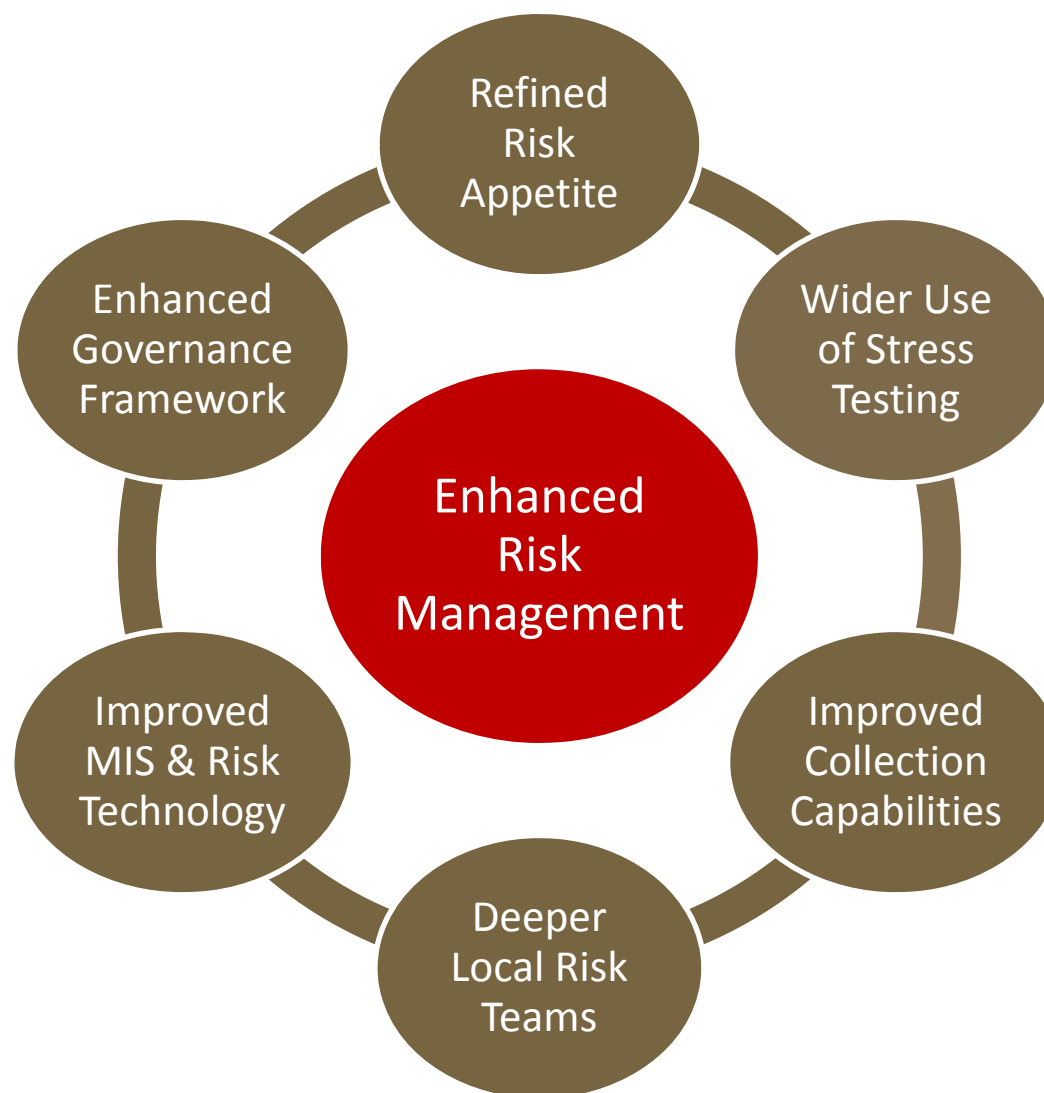 Refined
Risk
Appetite
Wider Use
of Stress
Testing
Improved
Collection
Capabilities
Deeper
Local Risk
Teams
Improved
MIS & Risk
Technology
Enhanced
Governance
Framework
Enhanced
Risk
Management